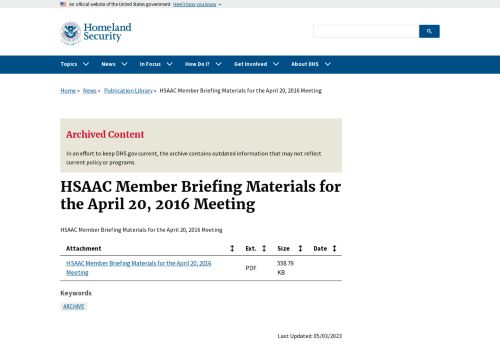 An official website of the United States government Here's how you know
Homeland
Security
Topics News In Focus How Do I? Get Involved About DHS
Home » News » Publication Library » HSAAC Member Briefing Materials for the April 20, 2016 Meeting
Archived Content
In an effort to keep DHS.gov current, the archive contains outdated information that may not reflect
current policy or programs.
HSAAC Member Briefing Materials for
the April 20, 2016 Meeting
HSAAC Member Briefing Materials for the April 20, 2016 Meeting
Attachment Ext. Size Date
HSAAC Member Briefing Materials for the April 20, 2016
Meeting
PDF
558.79
KB
Keywords
ARCHIVE
Last Updated: 05/03/2023